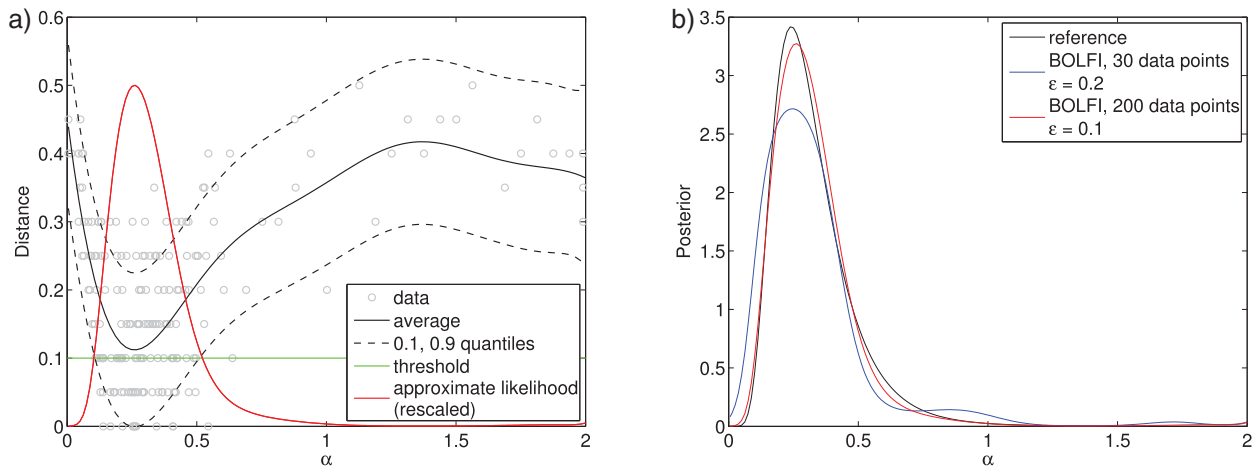 a)
0.6
0.5
0.4
0.3
0.2
0.1
0
Distance
0
0.5
1
1.5
2
α
data
average
0.1, 0.9 quantiles
threshold
approximate likelihood
(rescaled)
b)
3.5
3
2.5
2
1.5
1
0.5
0
Posterior
0
0.5
1
1.5
2
α
reference
BOLFI, 30 data points
ε = 0.2
BOLFI, 200 data points
ε = 0.1